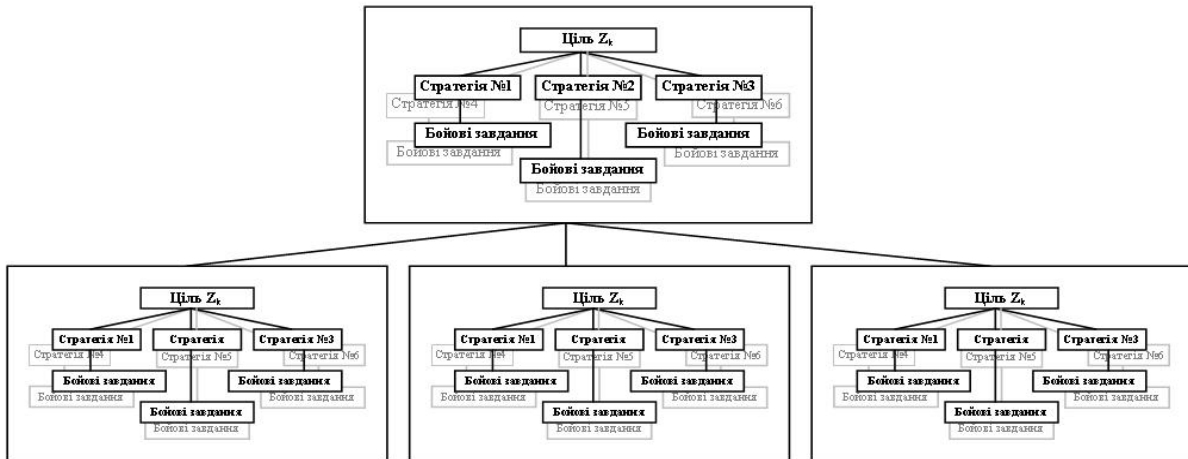 Ціль Zₖ
Стратегія №1
Стратегія №2
Стратегія №3
Стратегія №4
Стратегія №5
Стратегія №6
Бойові завдання
Бойові завдання
Бойові завдання
Бойові завдання
Бойові завдання
Бойові завдання
Ціль Zₖ
Стратегія №1
Стратегія
Стратегія №3
Стратегія №4
Стратегія №5
Стратегія №6
Бойові завдання
Бойові завдання
Бойові завдання
Бойові завдання
Бойові завдання
Бойові завдання
Ціль Zₖ
Стратегія №1
Стратегія
Стратегія №3
Стратегія №4
Стратегія №5
Стратегія №6
Бойові завдання
Бойові завдання
Бойові завдання
Бойові завдання
Бойові завдання
Бойові завдання
Ціль Zₖ
Стратегія №1
Стратегія
Стратегія №3
Стратегія №4
Стратегія №5
Стратегія №6
Бойові завдання
Бойові завдання
Бойові завдання
Бойові завдання
Бойові завдання
Бойові завдання